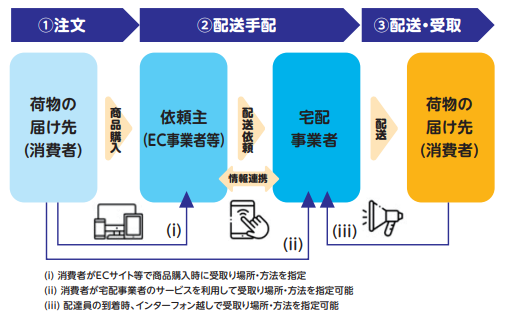 ①注文
②配送手配
③配送・受取
荷物の
届け先
(消費者)
商品購入
依頼主
(EC事業者等)
配送依頼
情報連携
宅配
事業者
配送
荷物の
届け先
(消費者)
(i)
(ii)
(iii)
(i) 消費者がECサイト等で商品購入時に受取り場所・方法を指定
(ii) 消費者が宅配事業者のサービスを利用して受取り場所・方法を指定可能
(iii) 配達員の到着時、インターフォン越しで受取り場所・方法を指定可能